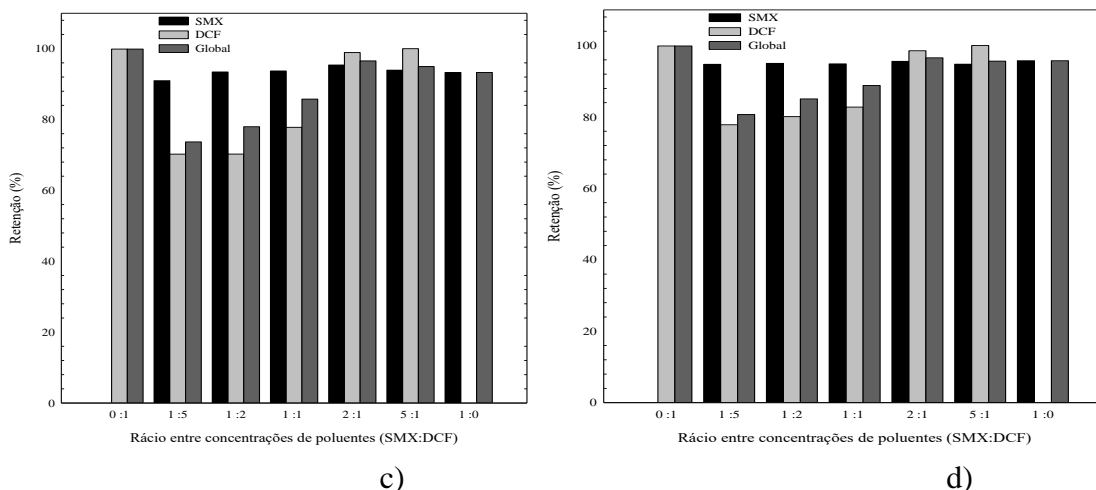 SMX
DCF
Global
100
80
60
40
20
0
Retenção (%)
0 :1 1 :5 1 :2 1 :1 2 :1 5 :1 1 :0
Rácio entre concentrações de poluentes (SMX:DCF)
c)
SMX
DCF
Global
100
80
60
40
20
0
Retenção (%)
0 :1 1 :5 1 :2 1 :1 2 :1 5 :1 1 :0
Rácio entre concentrações de poluentes (SMX:DCF)
d)